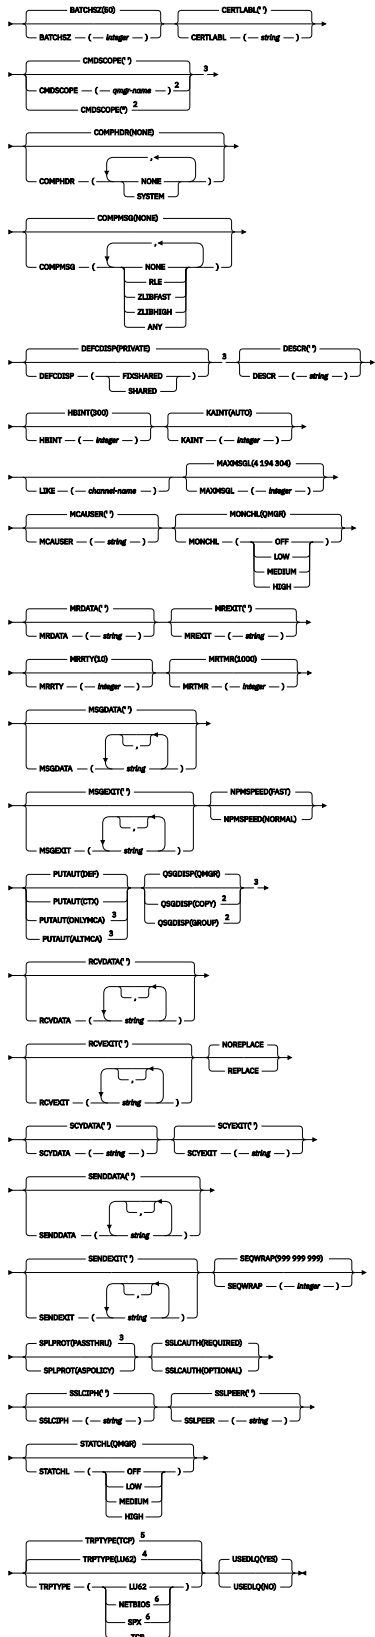 BATCHSZ(50) CERTLABL(' ')
BATCHSZ ( integer ) CERTLABL ( string )
CMDSCOPE(' ') 3
CMDSCOPE ( qmgr-name ) 2
CMDSCOPE(*) 2
COMPHDR(NONE)
,
COMPHDR ( NONE )
SYSTEM
COMPMSG(NONE)
,
COMPMSG ( NONE )
RLE
ZLIBFAST
ZLIBHIGH
ANY
DEFCDISP(PRIVATE) 3 DESCR(' ')
DEFCDISP ( FIXSHARED ) DESCR ( string )
SHARED
HBINT(300) KAINT(AUTO)
HBINT ( integer ) KAINT ( integer )
MAXMSGL(4 194 304)
LIKE ( channel-name ) MAXMSGL ( integer )
MCAUSER(' ') MONCHL(QMGR)
MCAUSER ( string ) MONCHL ( OFF )
LOW
MEDIUM
HIGH
MRDATA(' ') MREXIT(' ')
MRDATA ( string ) MREXIT ( string )
MRRTY(10) MRTMR(1000)
MRRTY ( integer ) MRTMR ( integer )
MSGDATA(' ')
,
MSGDATA ( string )
MSGEXIT(' ') NPMSPEED(FAST)
, NPMSPEED(NORMAL)
MSGEXIT ( string )
PUTAUT(DEF) QSGDISP(QMGR) 3
PUTAUT(CTX) QSGDISP(COPY) 2
PUTAUT(ONLYMCA) 3 QSGDISP(GROUP) 2
PUTAUT(ALTMCA) 3
RCVDATA(' ')
,
RCVDATA ( string )
RCVEXIT(' ') NOREPLACE
, REPLACE
RCVEXIT ( string )
SCYDATA(' ') SCYEXIT(' ')
SCYDATA ( string ) SCYEXIT ( string )
SENDDATA(' ')
,
SENDDATA ( string )
SENDEXIT(' ') SEQWRAP(999 999 999)
, SEQWRAP ( integer )
SENDEXIT ( string )
SPLPROT(PASSTHRU) 3 SSLCAUTH(REQUIRED)
SPLPROT(ASPOLICY) SSLCAUTH(OPTIONAL)
SSLCIPH(' ') SSLPEER(' ')
SSLCIPH ( string ) SSLPEER ( string )
STATCHL(QMGR)
STATCHL ( OFF )
LOW
MEDIUM
HIGH
TRPTYPE(TCP) 5
TRPTYPE(LU62) 4 USEDLQ(YES)
TRPTYPE ( LU62 ) USEDLQ(NO)
NETBIOS 6
SPX 6
TCP